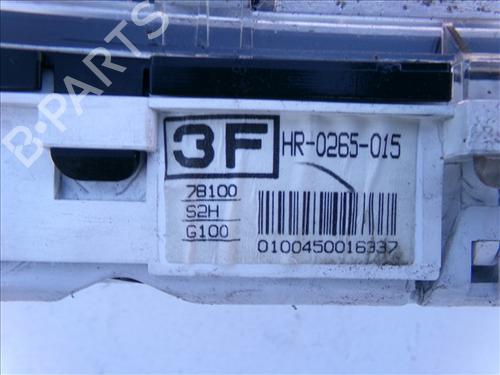 3F HR-0265-015
78100
S2H
G100
0100450016337
B-PARTS